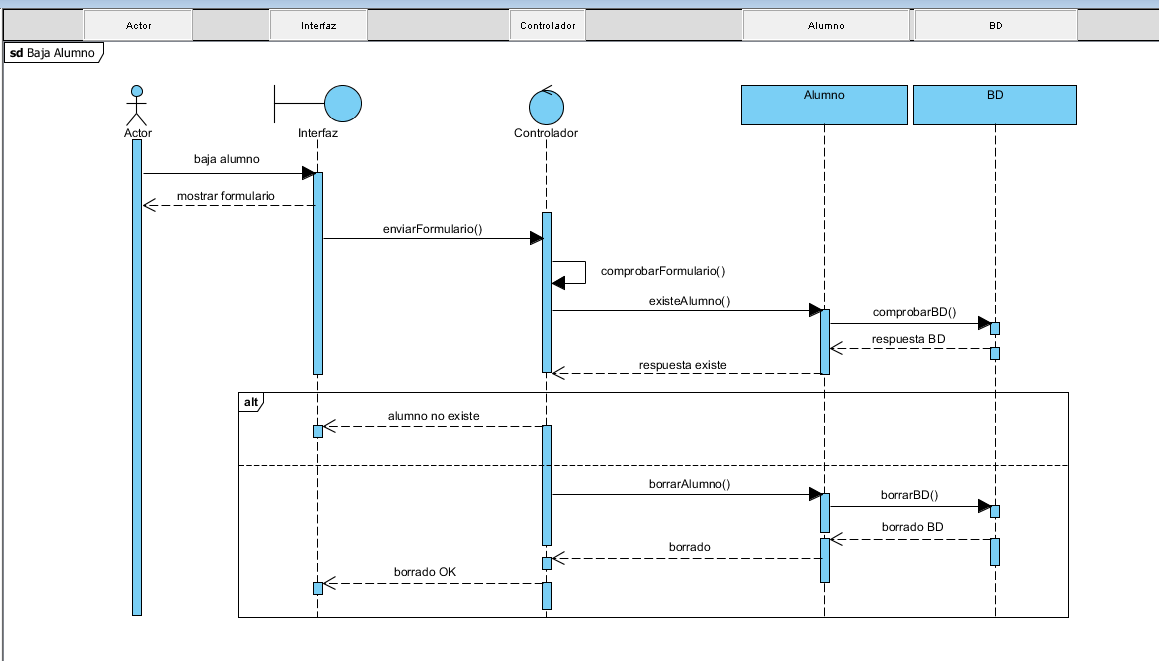 Actor
Interfaz
Controlador
Alumno
BD
sd Baja Alumno
Alumno
BD
Actor
Interfaz
Controlador
baja alumno
mostrar formulario
enviarFormulario()
comprobarFormulario()
existeAlumno()
comprobarBD()
respuesta BD
respuesta existe
alt
alumno no existe
borrarAlumno()
borrarBD()
borrado BD
borrado
borrado OK